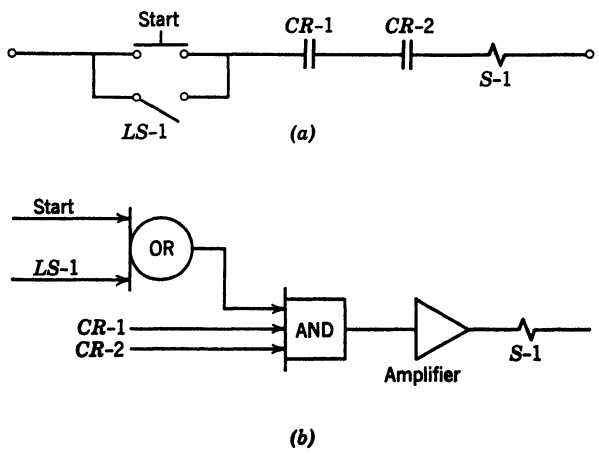 Start
CR-1
CR-2
S-1
LS-1
(a)
Start
OR
LS-1
CR-1
CR-2
AND
S-1
Amplifier
(b)